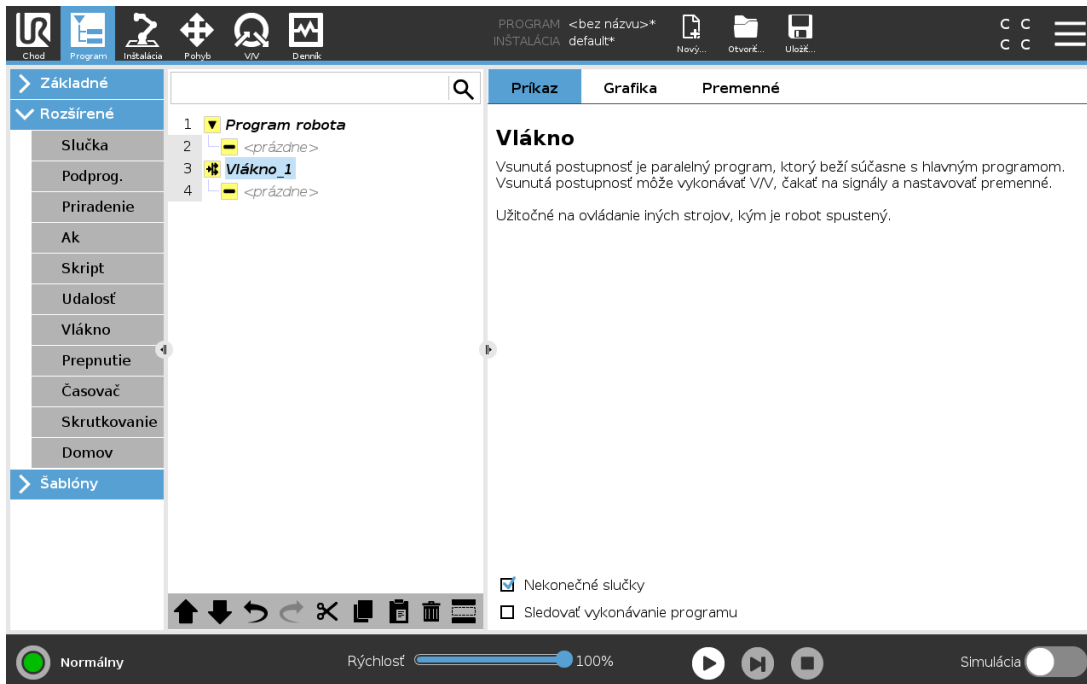 UR
Chod
Program
Inštalácia
Pohyb
V/V
Denník
PROGRAM <bez názvu>*
INŠTALÁCIA default*
Nový...
Otvoriť...
Uložiť...
C C
C C
Základné
Rozšírené
Slučka
Podprog.
Priradenie
Ak
Skript
Udalosť
Vlákno
Prepnutie
Časovač
Skrutkovanie
Domov
Šablóny
1 Program robota
2 <prázdne>
3 Vlákno_1
4 <prázdne>
Príkaz Grafika Premenné
Vlákno
Vsunutá postupnosť je paralelný program, ktorý beží súčasne s hlavným programom.
Vsunutá postupnosť môže vykonávať V/V, čakať na signály a nastavovať premenné.
Užitočné na ovládanie iných strojov, kým je robot spustený.
Nekonečné slučky
Sledovať vykonávanie programu
Normálny
Rýchlosť 100%
Simulácia